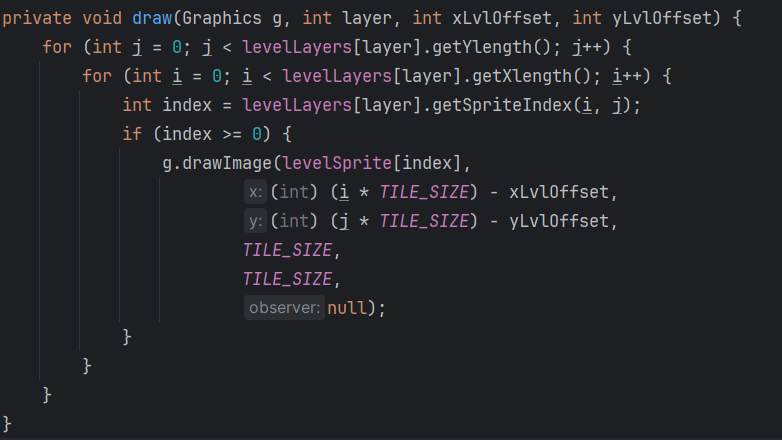 private void draw(Graphics g, int layer, int xLvlOffset, int yLvlOffset) {
    for (int j = 0; j < levelLayers[layer].getYlength(); j++) {
        for (int i = 0; i < levelLayers[layer].getXlength(); i++) {
            int index = levelLayers[layer].getSpriteIndex(i, j);
            if (index >= 0) {
                g.drawImage(levelSprite[index],
                        x: (int) (i * TILE_SIZE) - xLvlOffset,
                        y: (int) (j * TILE_SIZE) - yLvlOffset,
                        TILE_SIZE,
                        TILE_SIZE,
                        observer: null);
            }
        }
    }
}